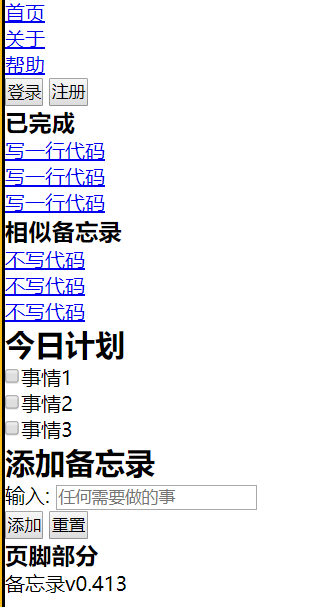 首页
关于
帮助
登录 注册
已完成
写一行代码
写一行代码
写一行代码
相似备忘录
不写代码
不写代码
不写代码
今日计划
事情1
事情2
事情3
添加备忘录
输入: 任何需要做的事
添加 重置
页脚部分
备忘录v0.413